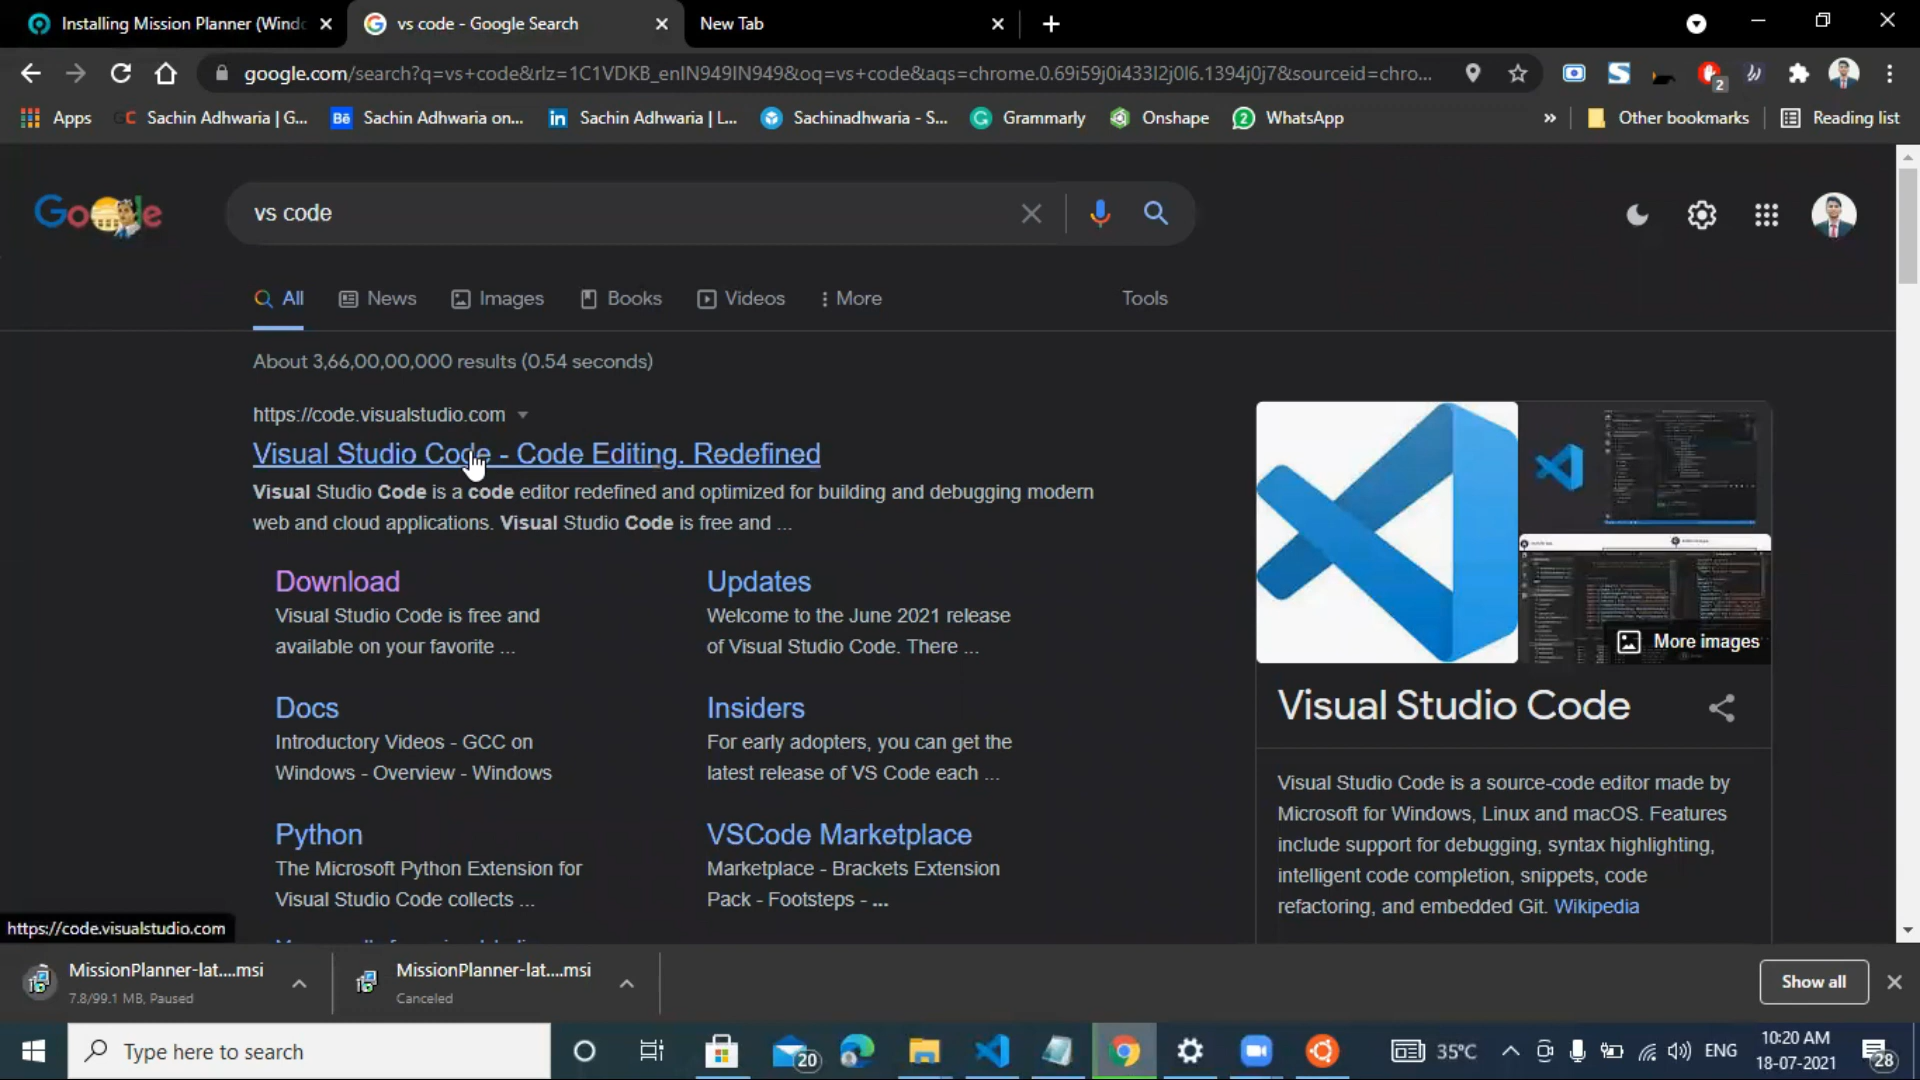 Installing Mission Planner (Windo
vs code - Google Search
New Tab
google.com/search?q=vs+code&rlz=1C1VDKB_enIN949IN949&oq=vs+code&aqs=chrome.0.69i59j0i433l2j0l6.1394j0j7&sourceid=chro...
2
Apps
Sachin Adhwaria | G...
Bē
Sachin Adhwaria on...
in
Sachin Adhwaria | L...
Sachinadhwaria - S...
Grammarly
Onshape
2
WhatsApp
»
Other bookmarks
Reading list
Google
vs code
All
News
Images
Books
Videos
More
Tools
About 3,66,00,00,000 results (0.54 seconds)
https://code.visualstudio.com
Visual Studio Code - Code Editing. Redefined
Visual Studio Code is a code editor redefined and optimized for building and debugging modern
web and cloud applications. Visual Studio Code is free and ...
Download
Visual Studio Code is free and
available on your favorite ...
Updates
Welcome to the June 2021 release
of Visual Studio Code. There ...
Docs
Introductory Videos - GCC on
Windows - Overview - Windows
Insiders
For early adopters, you can get the
latest release of VS Code each ...
Python
The Microsoft Python Extension for
Visual Studio Code collects ...
VSCode Marketplace
Marketplace - Brackets Extension
Pack - Footsteps - ...
More images
Visual Studio Code
Visual Studio Code is a source-code editor made by
Microsoft for Windows, Linux and macOS. Features
include support for debugging, syntax highlighting,
intelligent code completion, snippets, code
refactoring, and embedded Git. Wikipedia
https://code.visualstudio.com
MissionPlanner-lat....msi
7.8/99.1 MB, Paused
MissionPlanner-lat....msi
Canceled
Show all
Type here to search
20
35°C
ENG
10:20 AM
18-07-2021
28